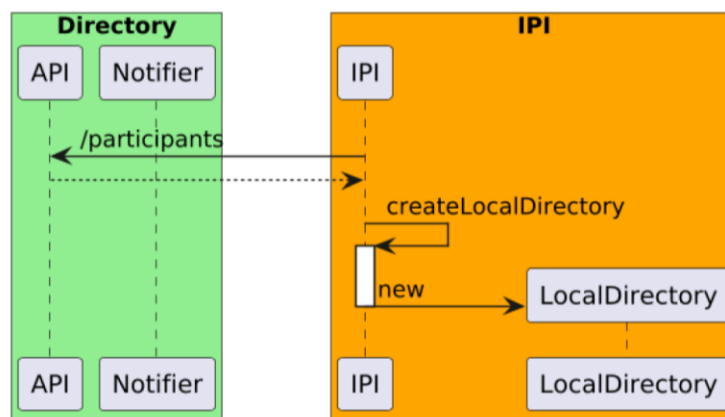 Directory
IPI
API
Notifier
IPI
/participants
createLocalDirectory
new
LocalDirectory
API
Notifier
IPI
LocalDirectory